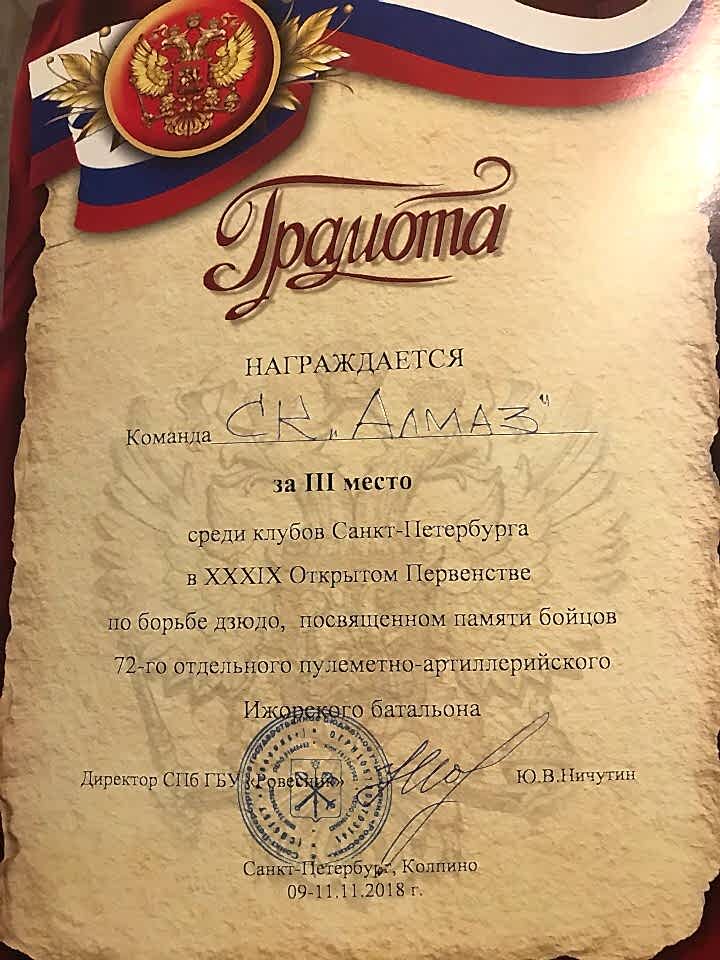 Грамота
НАГРАЖДАЕТСЯ
Команда СК „Алмаз“
за III место
среди клубов Санкт-Петербурга
в XXXIX Открытом Первенстве
по борьбе дзюдо, посвященном памяти бойцов
72-го отдельного пулеметно-артиллерийского
Ижорского батальона
Директор СПб ГБУ «Ровесник» Ю.В.Ничутин
Санкт-Петербург, Колпино
09-11.11.2018 г.